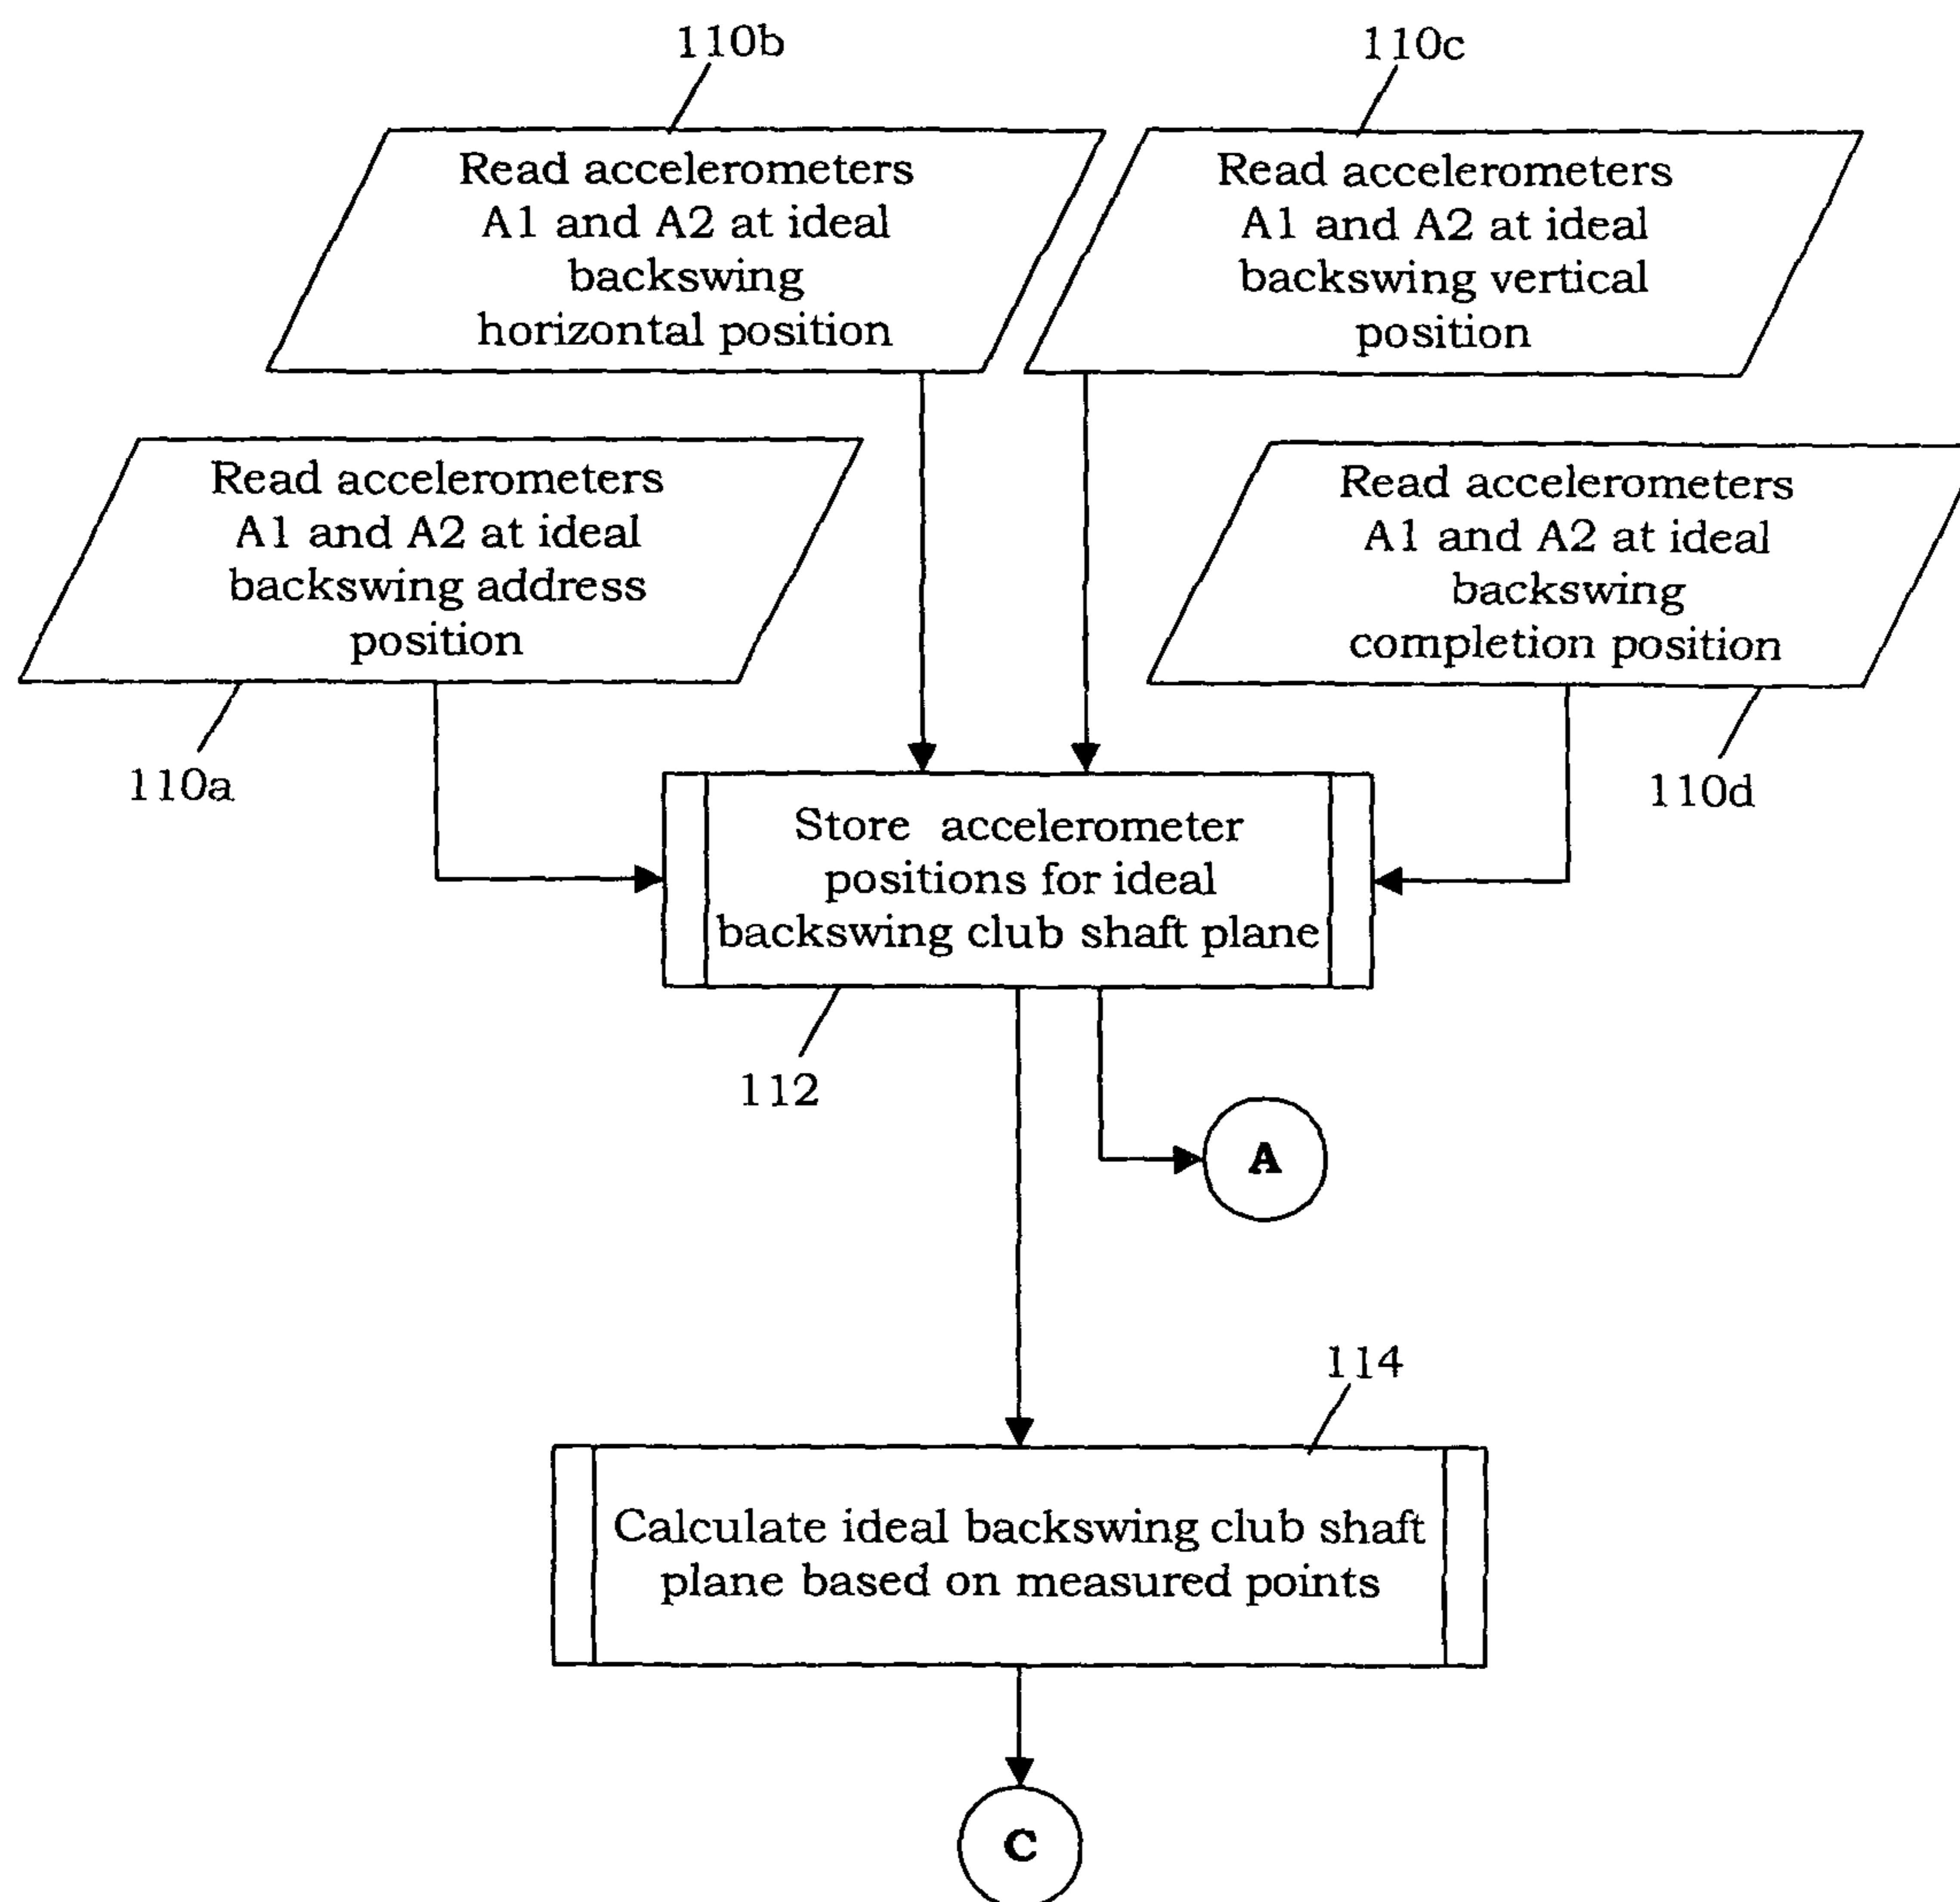 110b
110c
Read accelerometers
A1 and A2 at ideal
backswing
horizontal position
Read accelerometers
A1 and A2 at ideal
backswing vertical
position
Read accelerometers
A1 and A2 at ideal
backswing address
position
Read accelerometers
A1 and A2 at ideal
backswing
completion position
110a
110d
Store accelerometer
positions for ideal
backswing club shaft plane
112
A
114
Calculate ideal backswing club shaft
plane based on measured points
C